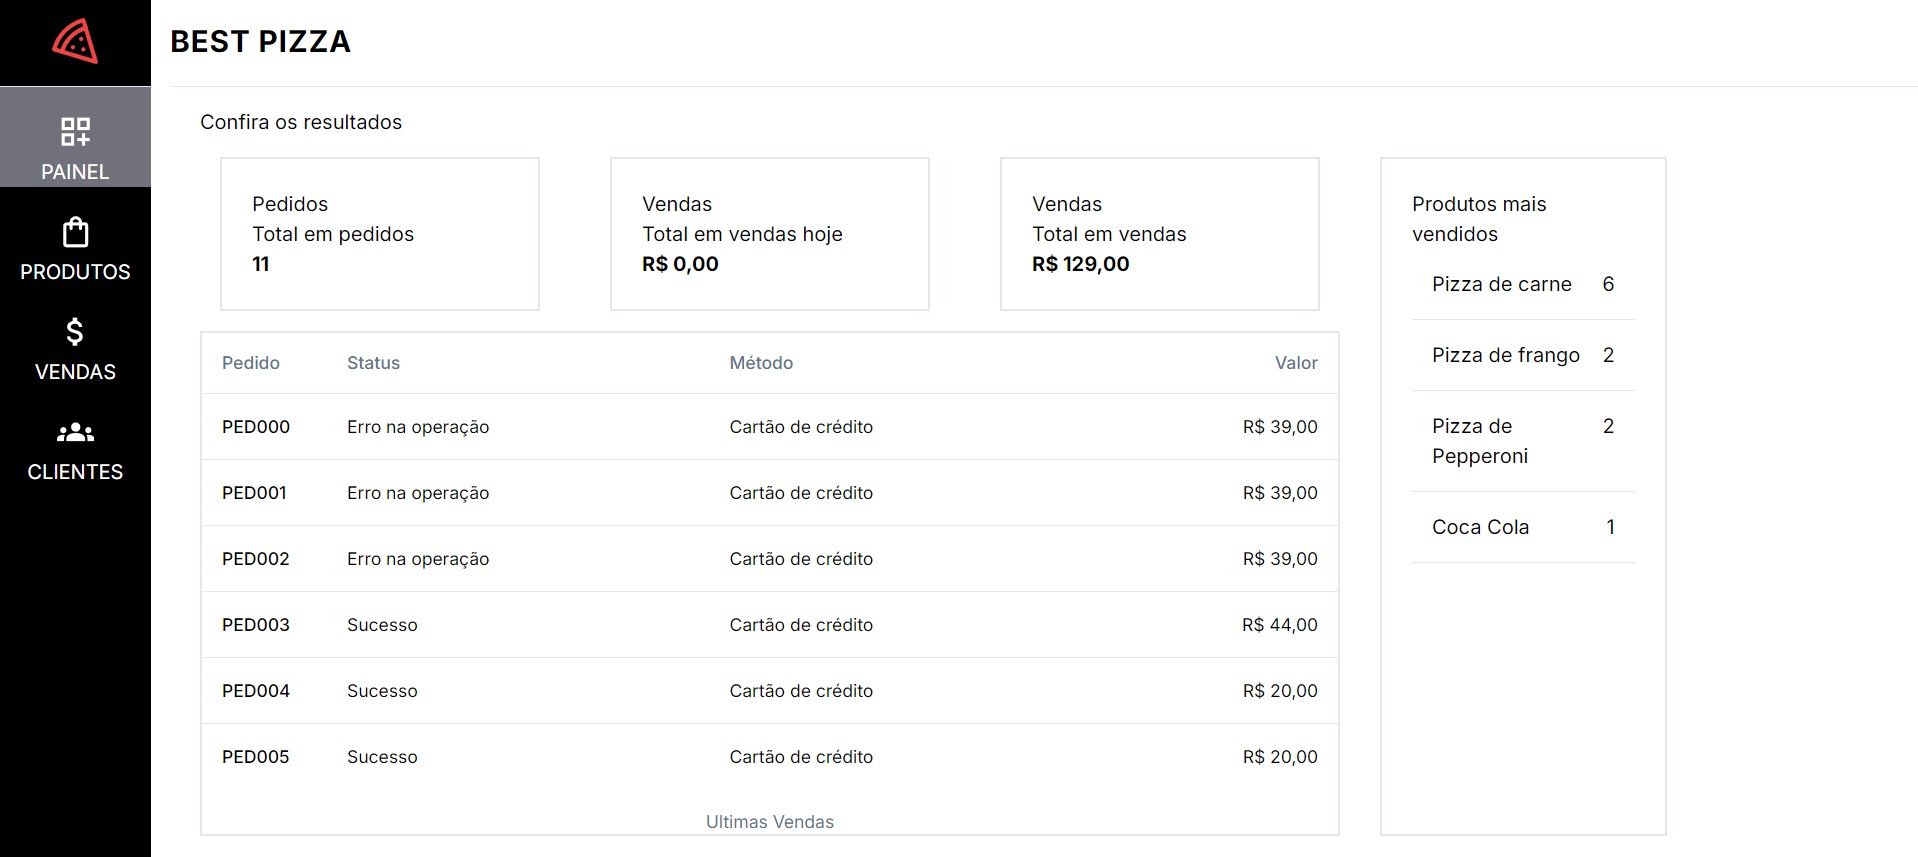 BEST PIZZA
PAINEL
PRODUTOS
VENDAS
CLIENTES
Confira os resultados
Pedidos
Total em pedidos
11
Vendas
Total em vendas hoje
R$ 0,00
Vendas
Total em vendas
R$ 129,00
Pedido Status Método Valor
PED000 Erro na operação Cartão de crédito R$ 39,00
PED001 Erro na operação Cartão de crédito R$ 39,00
PED002 Erro na operação Cartão de crédito R$ 39,00
PED003 Sucesso Cartão de crédito R$ 44,00
PED004 Sucesso Cartão de crédito R$ 20,00
PED005 Sucesso Cartão de crédito R$ 20,00
Ultimas Vendas
Produtos mais
vendidos
Pizza de carne 6
Pizza de frango 2
Pizza de 2
Pepperoni
Coca Cola 1